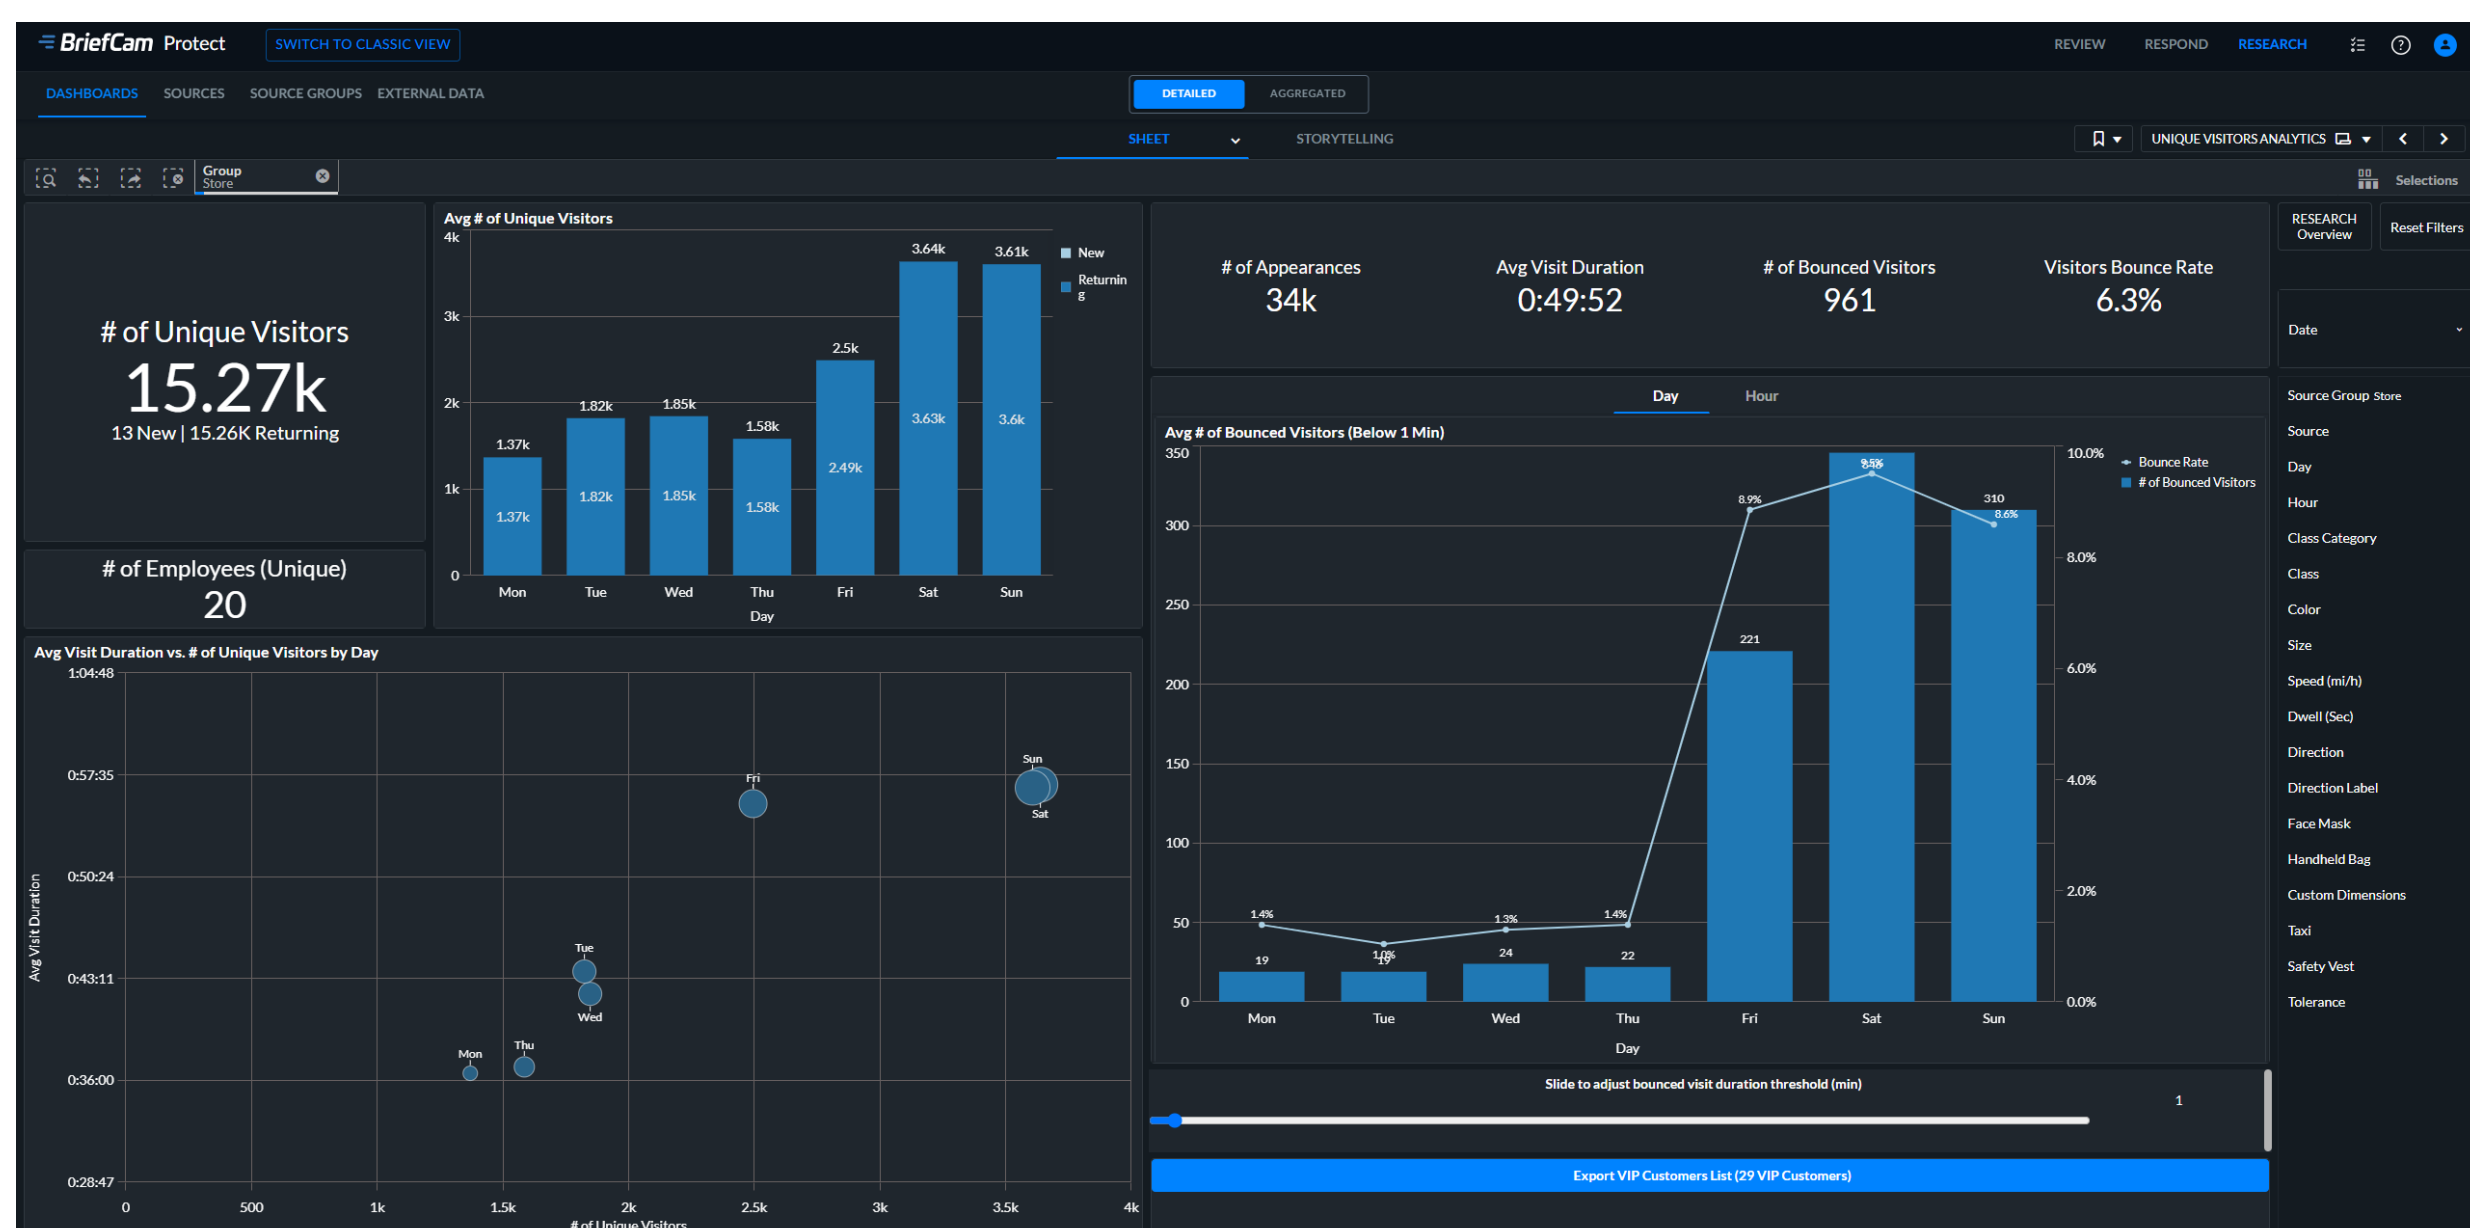 BriefCam Protect
SWITCH TO CLASSIC VIEW
REVIEW
RESPOND
RESEARCH
DASHBOARDS
SOURCES
SOURCE GROUPS
EXTERNAL DATA
DETAILED
AGGREGATED
SHEET
STORYTELLING
UNIQUE VISITORS ANALYTICS
Group
Store
Selections
# of Unique Visitors
15.27k
13 New | 15.26K Returning
# of Employees (Unique)
20
Avg # of Unique Visitors
4k
3k
2k
1k
0
1.37k
1.82k
1.85k
1.58k
2.5k
3.64k
3.61k
1.37k
1.82k
1.85k
1.58k
2.49k
3.63k
3.6k
Mon
Tue
Wed
Thu
Fri
Sat
Sun
Day
New
Returnin
g
# of Appearances
34k
Avg Visit Duration
0:49:52
# of Bounced Visitors
961
Visitors Bounce Rate
6.3%
RESEARCH
Overview
Reset Filters
Date
Source Group Store
Source
Day
Hour
Class Category
Class
Color
Size
Speed (mi/h)
Dwell (Sec)
Direction
Direction Label
Face Mask
Handheld Bag
Custom Dimensions
Taxi
Safety Vest
Tolerance
Avg Visit Duration vs. # of Unique Visitors by Day
1:04:48
0:57:35
0:50:24
0:43:11
0:36:00
0:28:47
Avg Visit Duration
Sun
Sat
Fri
Tue
Wed
Thu
Mon
0
500
1k
1.5k
2k
2.5k
3k
3.5k
4k
# of Unique Visitors
Day
Hour
Avg # of Bounced Visitors (Below 1 Min)
350
300
250
200
150
100
50
0
10.0%
8.0%
6.0%
4.0%
2.0%
0.0%
Bounce Rate
# of Bounced Visitors
1.4%
1.0%
1.3%
1.4%
8.9%
9.5%
8.6%
19
19
24
22
221
310
Mon
Tue
Wed
Thu
Fri
Sat
Sun
Day
Slide to adjust bounced visit duration threshold (min)
1
Export VIP Customers List (29 VIP Customers)